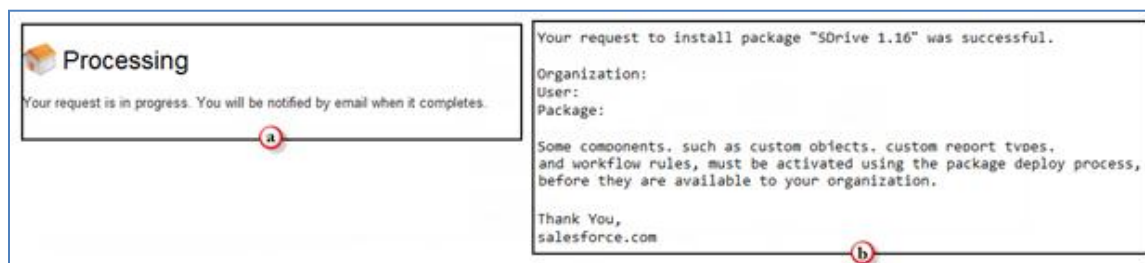 Processing
Your request is in progress. You will be notified by email when it completes.
a
Your request to install package "SDrive 1.16" was successful.
Organization:
User:
Package:
Some components, such as custom objects, custom report types,
and workflow rules, must be activated using the package deploy process,
before they are available to your organization.
Thank You,
salesforce.com
b